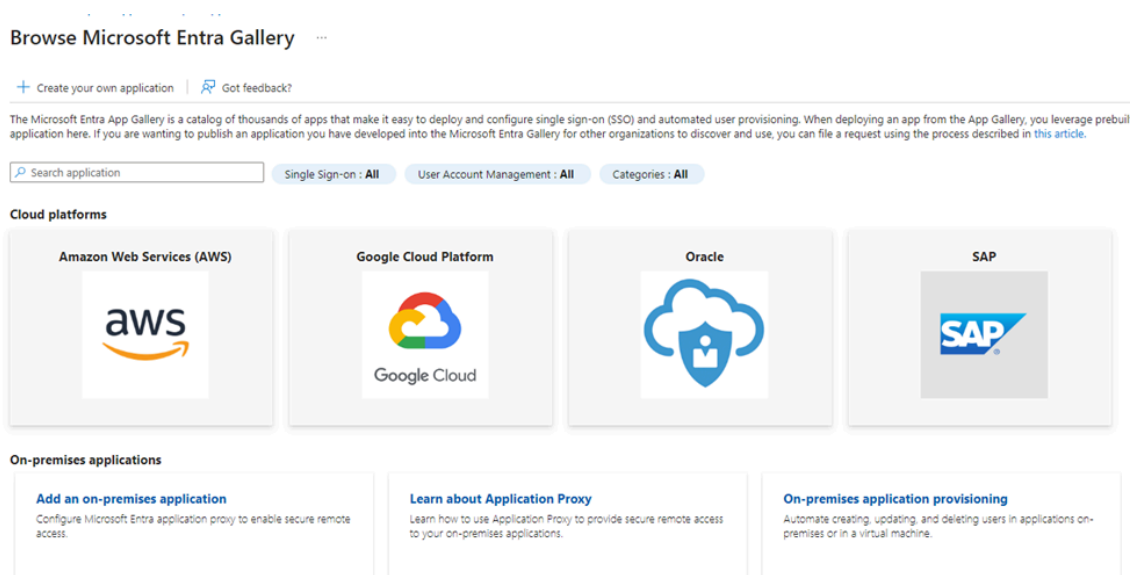 Browse Microsoft Entra Gallery ...
Create your own application
Got feedback?
The Microsoft Entra App Gallery is a catalog of thousands of apps that make it easy to deploy and configure single sign-on (SSO) and automated user provisioning. When deploying an app from the App Gallery, you leverage prebuil
application here. If you are wanting to publish an application you have developed into the Microsoft Entra Gallery for other organizations to discover and use, you can file a request using the process described in this article.
Search application
Single Sign-on : All
User Account Management : All
Categories : All
Cloud platforms
Amazon Web Services (AWS)
Google Cloud Platform
Oracle
SAP
aws
Google Cloud
SAP
On-premises applications
Add an on-premises application
Configure Microsoft Entra application proxy to enable secure remote
access.
Learn about Application Proxy
Learn how to use Application Proxy to provide secure remote access
to your on-premises applications.
On-premises application provisioning
Automate creating, updating, and deleting users in applications on-
premises or in a virtual machine.